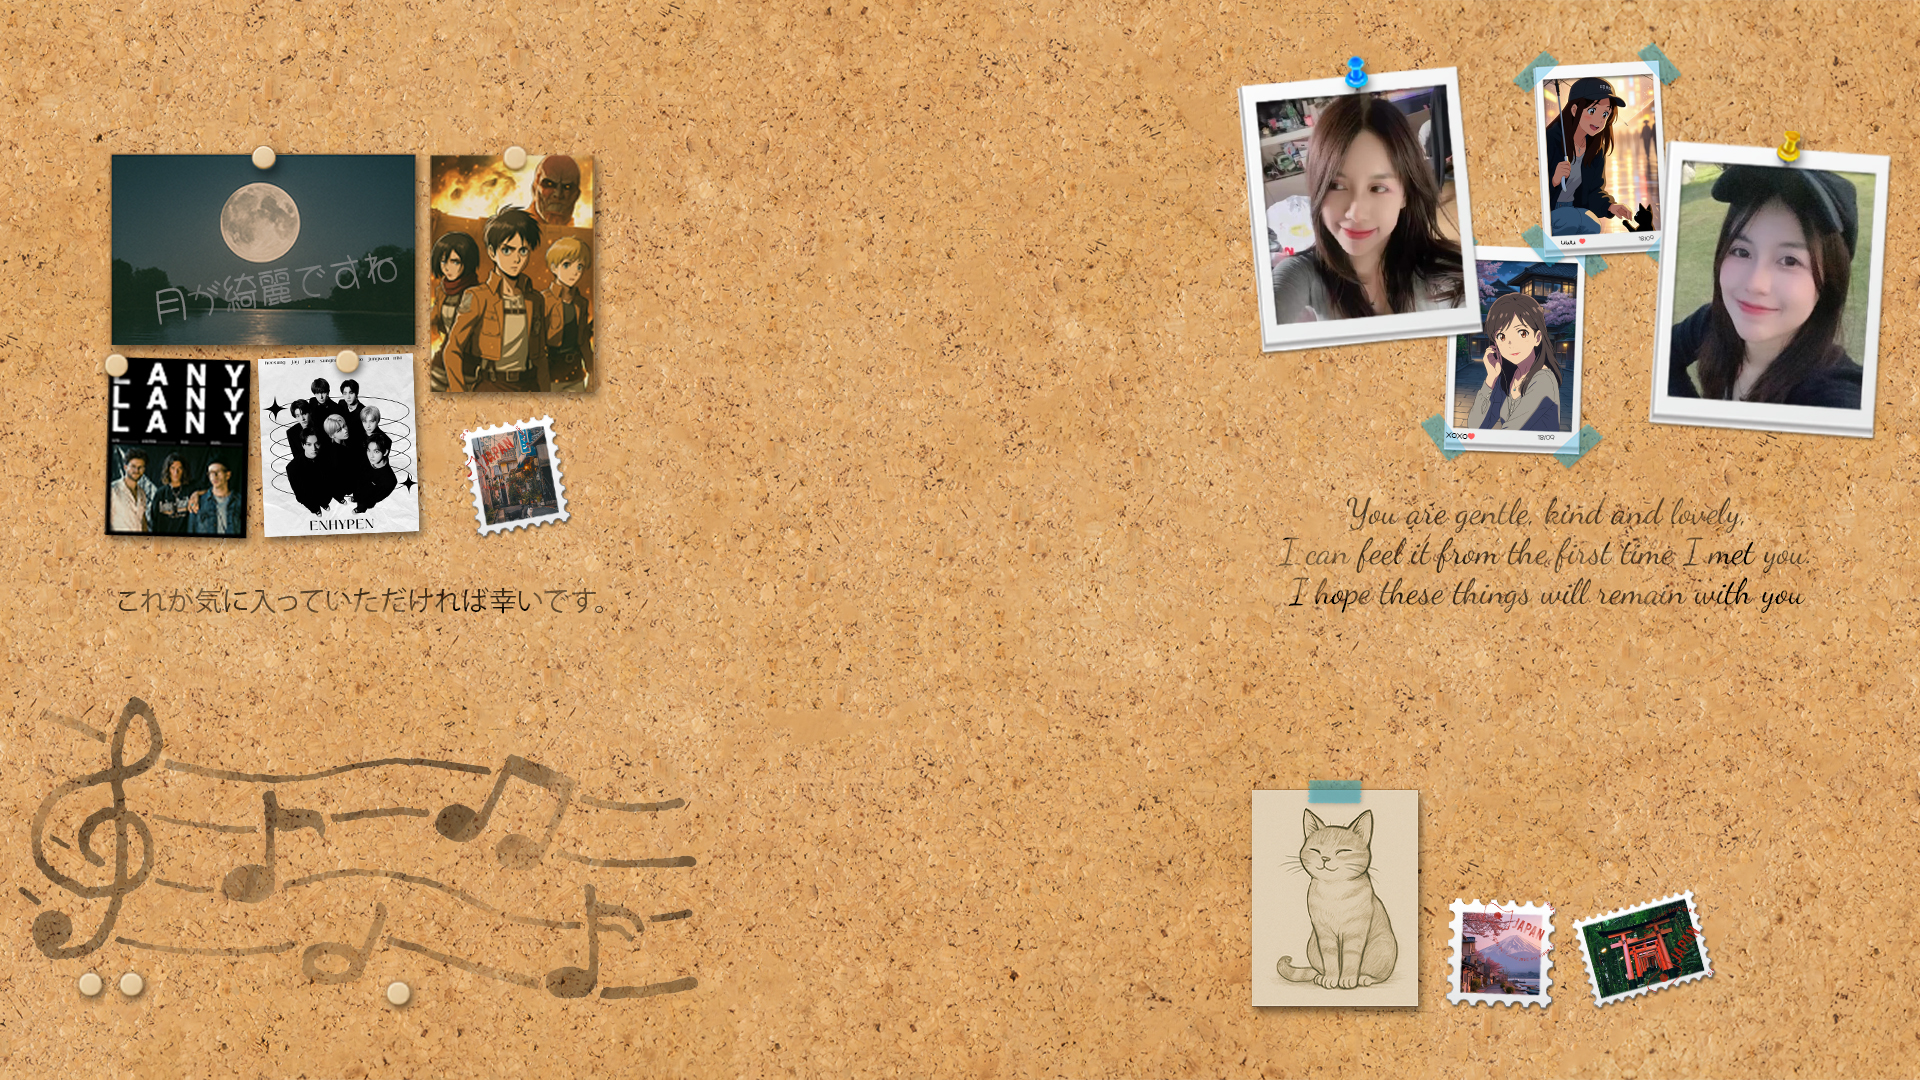 月が綺麗ですね
LANY
LANY
LANY
ENHYPEN
JAPAN
これが気に入っていただければ幸いです。
uwu
18/09
xoxo
18/09
You are gentle, kind and lovely,
I can feel it from the first time I met you.
I hope these things will remain with you
JAPAN
JAPAN